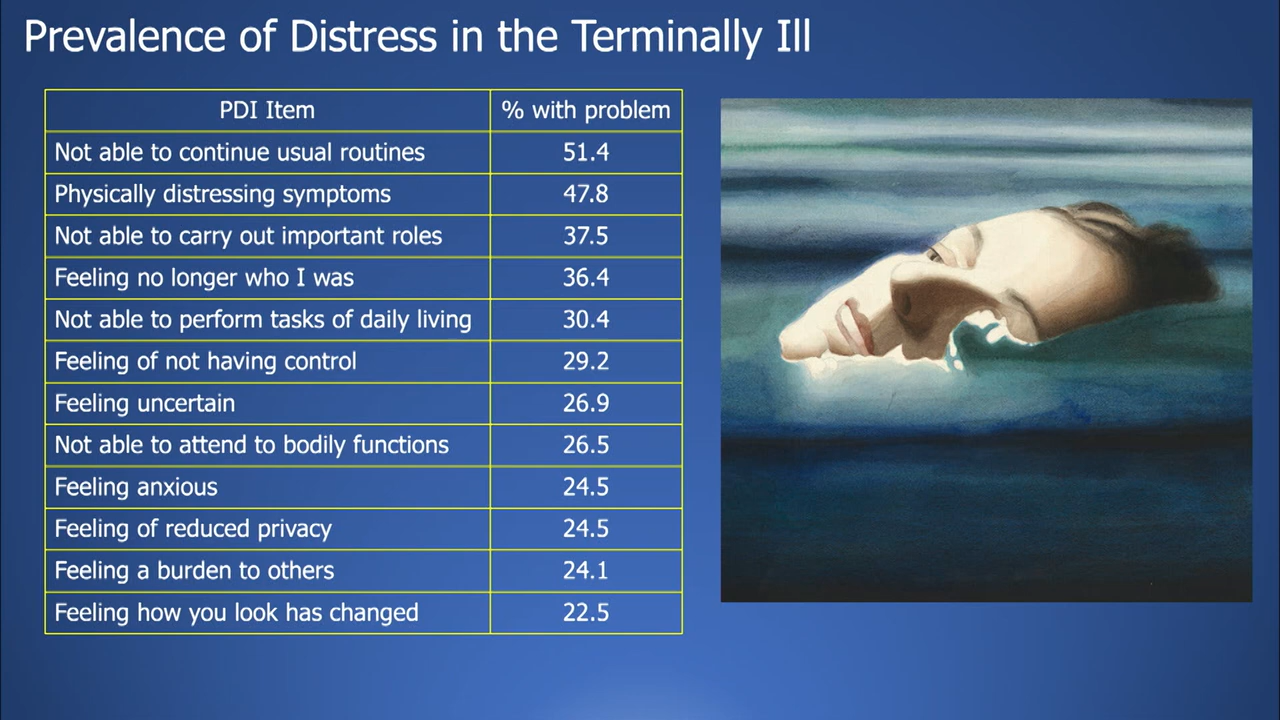 Prevalence of Distress in the Terminally Ill
PDI Item % with problem
Not able to continue usual routines 51.4
Physically distressing symptoms 47.8
Not able to carry out important roles 37.5
Feeling no longer who I was 36.4
Not able to perform tasks of daily living 30.4
Feeling of not having control 29.2
Feeling uncertain 26.9
Not able to attend to bodily functions 26.5
Feeling anxious 24.5
Feeling of reduced privacy 24.5
Feeling a burden to others 24.1
Feeling how you look has changed 22.5